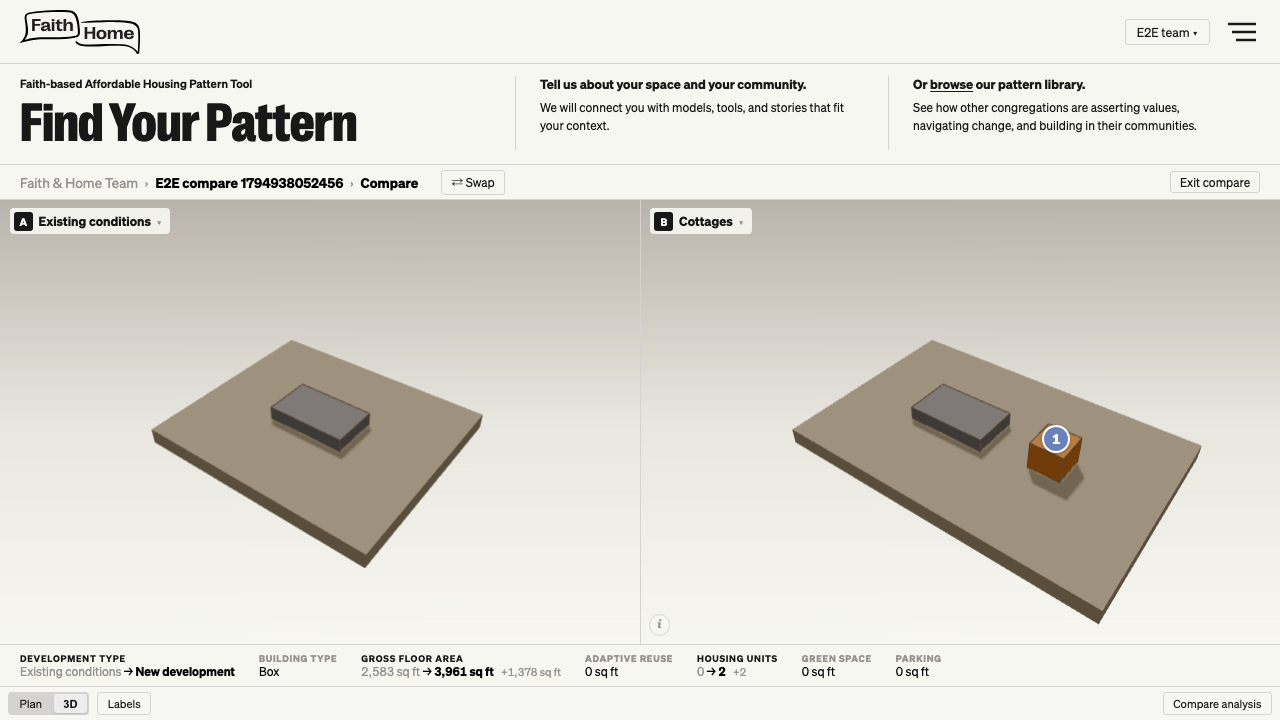 Faith
Home
E2E team ▾
Faith-based Affordable Housing Pattern Tool
Find Your Pattern
Tell us about your space and your community.
We will connect you with models, tools, and stories that fit
your context.
Or browse our pattern library.
See how other congregations are asserting values,
navigating change, and building in their communities.
Faith & Home Team › E2E compare 1794938052456 › Compare
⇄ Swap
Exit compare
A Existing conditions ▾
B Cottages ▾
1
i
DEVELOPMENT TYPE
Existing conditions → New development
BUILDING TYPE
Box
GROSS FLOOR AREA
2,583 sq ft → 3,961 sq ft +1,378 sq ft
ADAPTIVE REUSE
0 sq ft
HOUSING UNITS
0 → 2 +2
GREEN SPACE
0 sq ft
PARKING
0 sq ft
Plan
3D
Labels
Compare analysis